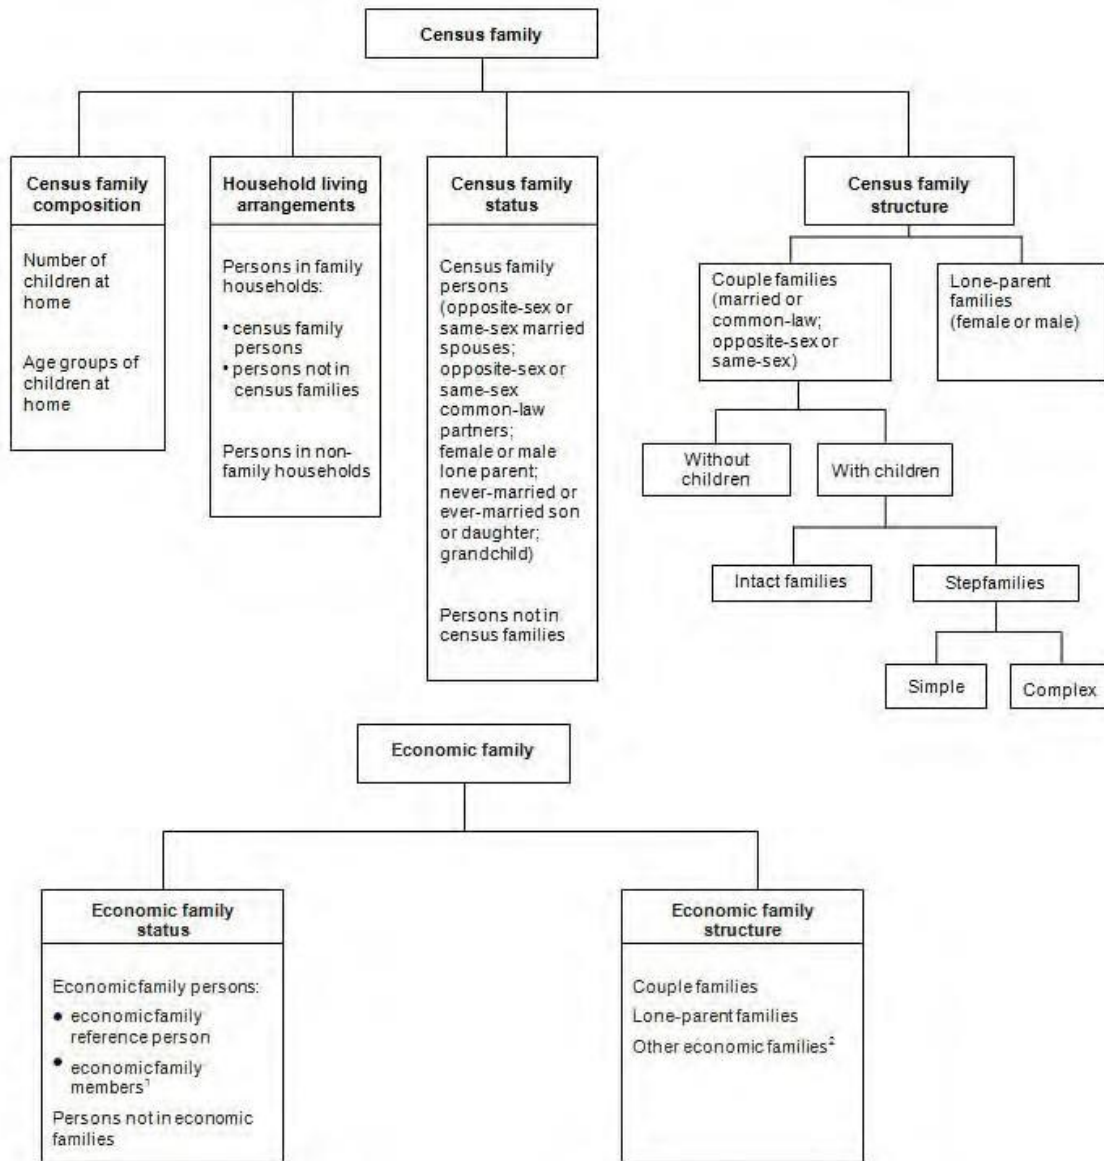 Census family
Census family
composition
Number of
children at
home
Age groups of
children at
home
Household living
arrangements
Persons in family
households:
• census family
persons
• persons not in
census families
Persons in non-
family households
Census family
status
Census family
persons
(opposite-sex or
same-sex married
spouses;
opposite-sex or
same-sex
common-law
partners;
female or male
lone parent;
never-married or
ever-married son
or daughter;
grandchild)
Persons not in
census families
Census family
structure
Couple families
(married or
common-law;
opposite-sex or
same-sex)
Lone-parent
families
(female or male)
Without
children
With children
Intact families
Stepfamilies
Simple
Complex
Economic family
Economic family
status
Economic family persons:
• economic family
reference person
• economic family
members¹
Persons not in economic
families
Economic family
structure
Couple families
Lone-parent families
Other economic families²